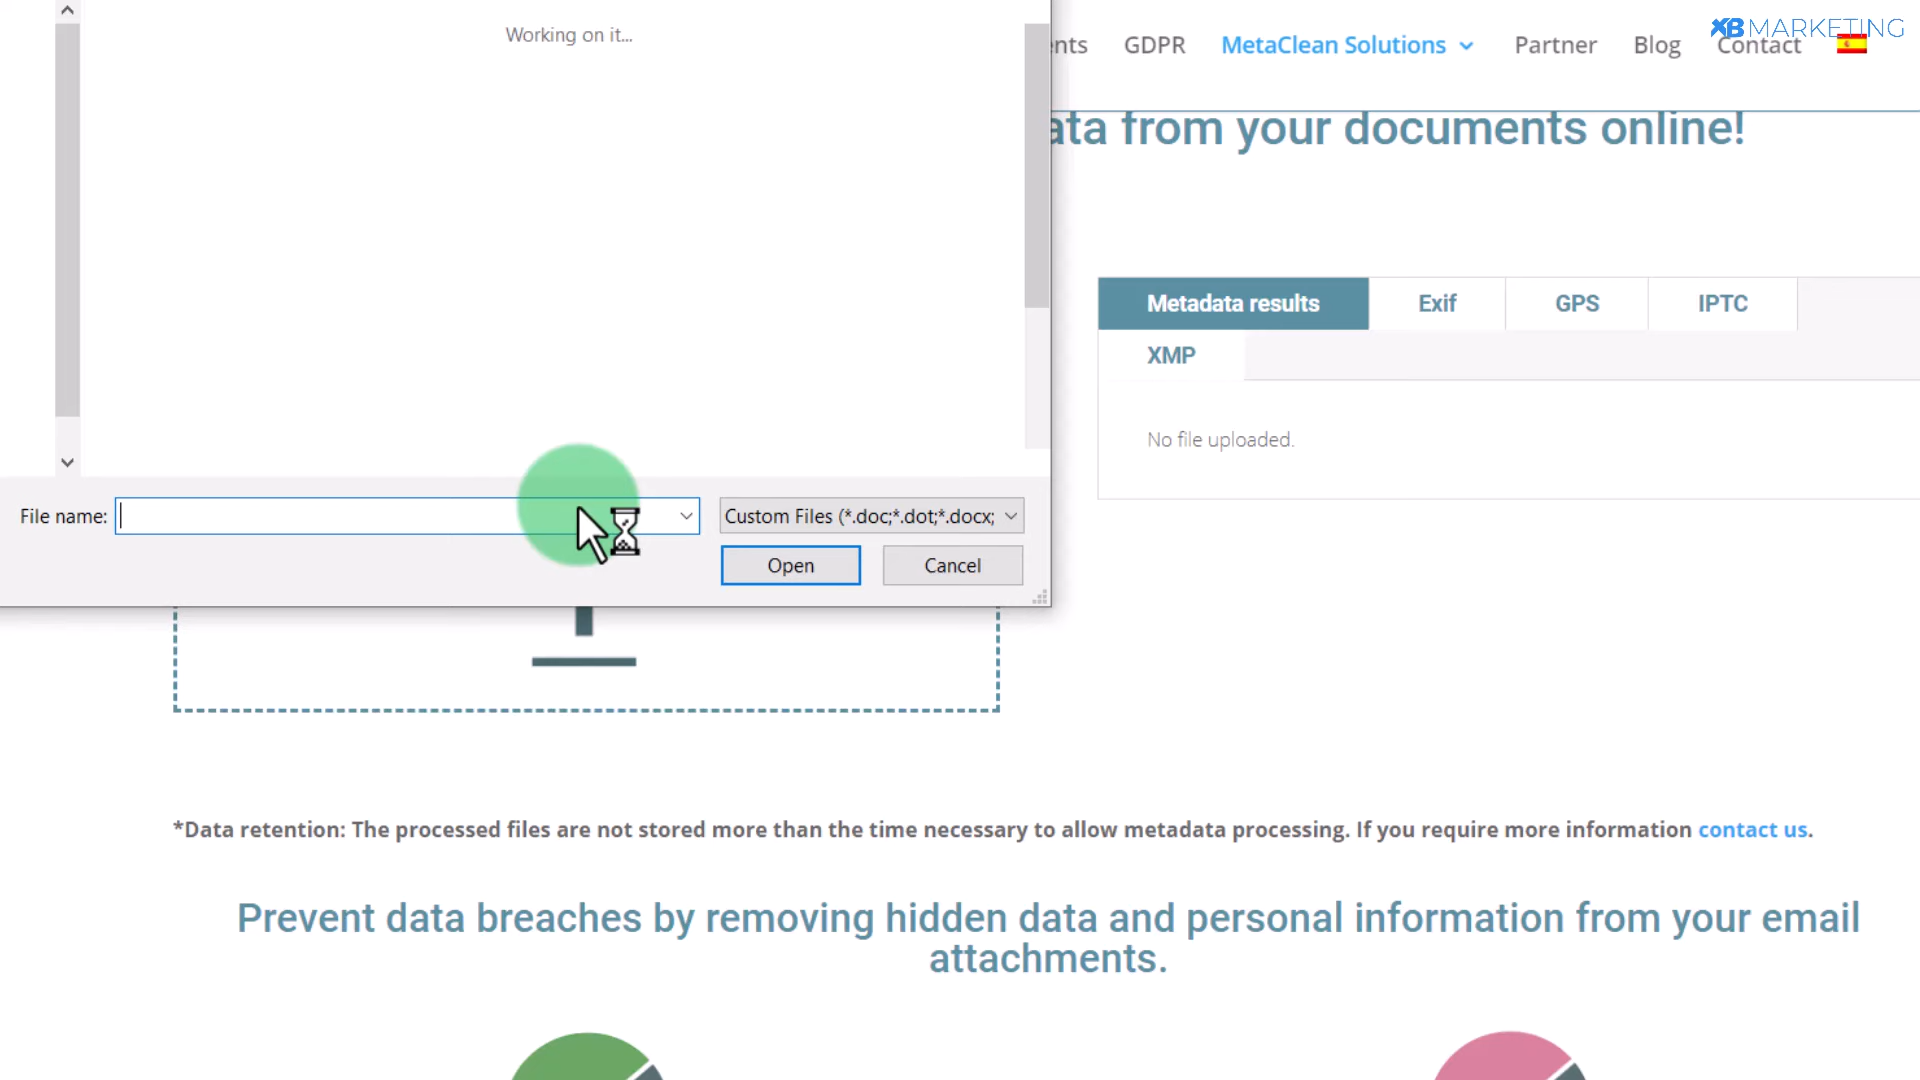 Working on it...
XB MARKETING
ents GDPR MetaClean Solutions Partner Blog Contact
ata from your documents online!
Metadata results Exif GPS IPTC
XMP
No file uploaded.
File name: Custom Files (*.doc;*.dot;*.docx;
Open Cancel
*Data retention: The processed files are not stored more than the time necessary to allow metadata processing. If you require more information contact us.
Prevent data breaches by removing hidden data and personal information from your email
attachments.